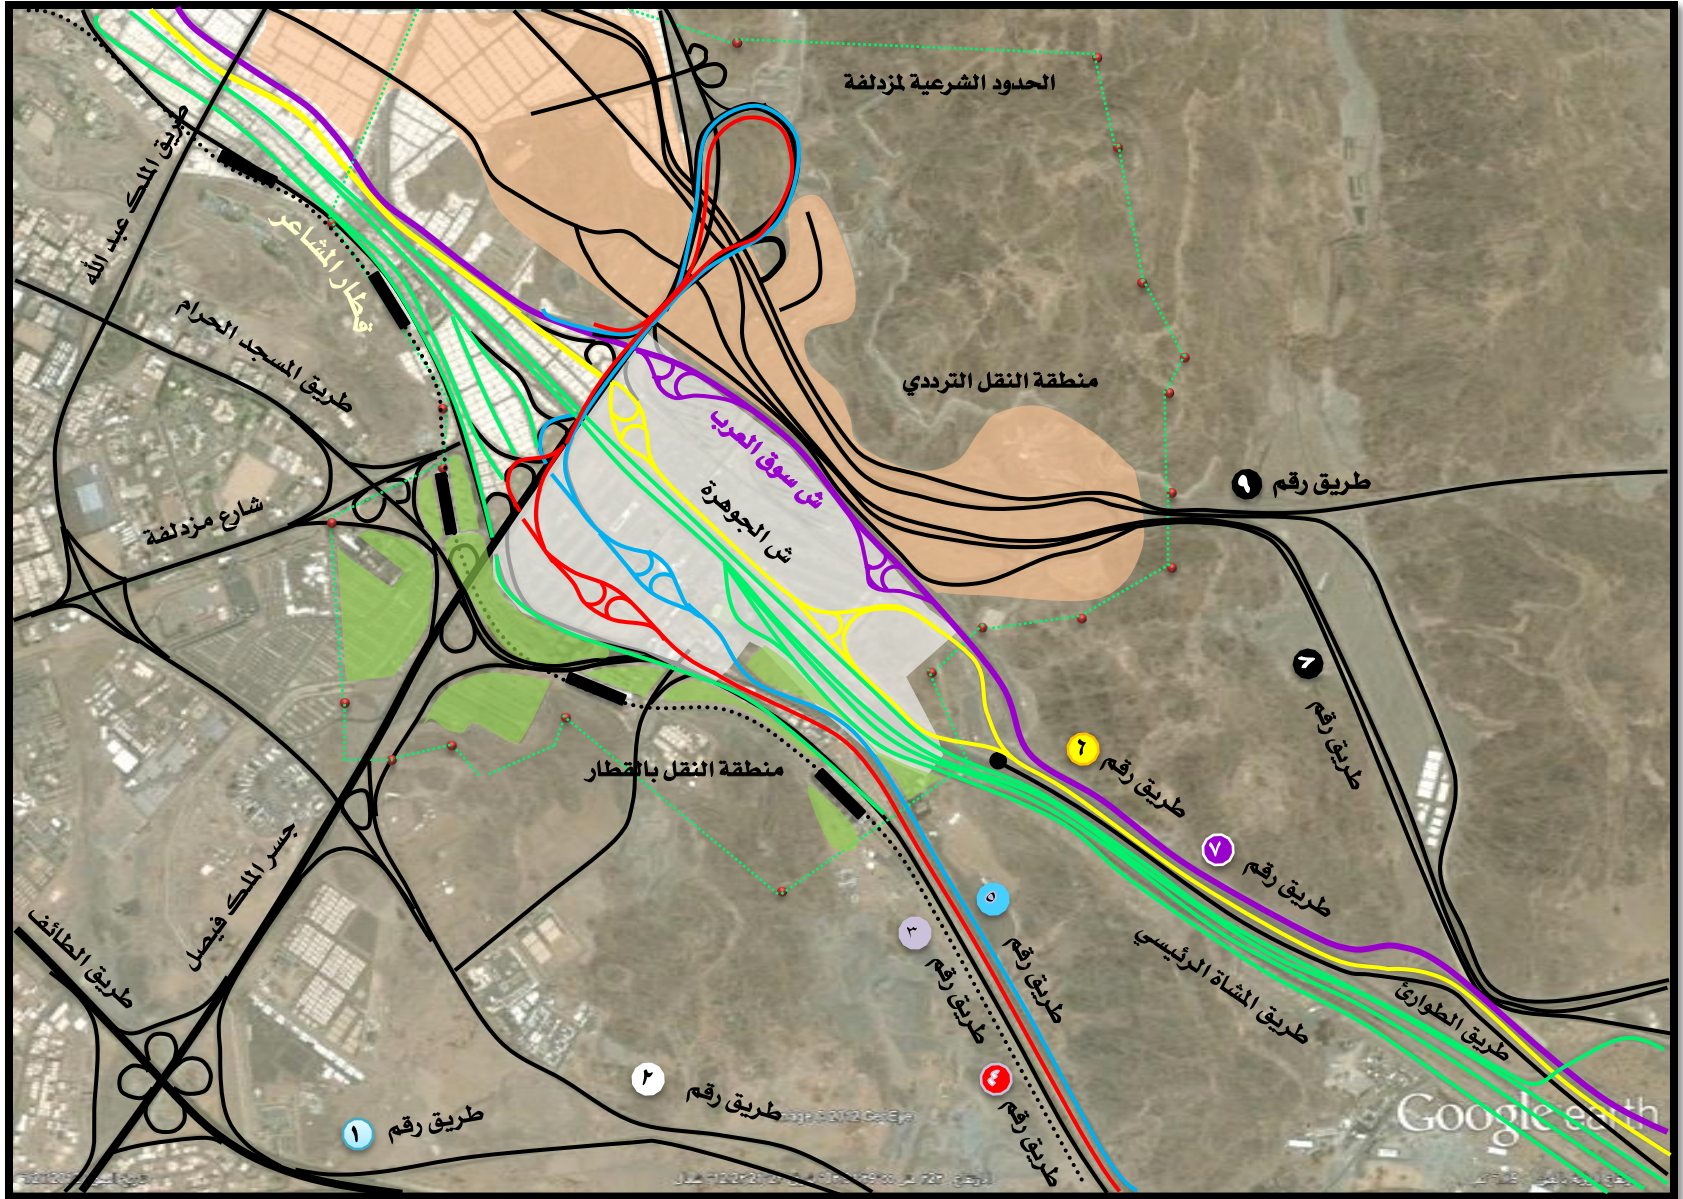 الحدود الشرعية لمزدلفة
طريق الملك عبد الله
قطار المشاعر
طريق المسجد الحرام
منطقة النقل الترددي
ش سوق العرب
ش الجوهرة
طريق رقم ٩
شارع مزدلفة
٨
طريق رقم
٦
طريق رقم
منطقة النقل بالقطار
٧
طريق رقم
جسر الملك فيصل
٥
طريق رقم
٣
طريق رقم
طريق المشاة الرئيسي
طريق الطوارئ
طريق الطائف
٢
طريق رقم
٤
طريق رقم
١
طريق رقم
Google earth